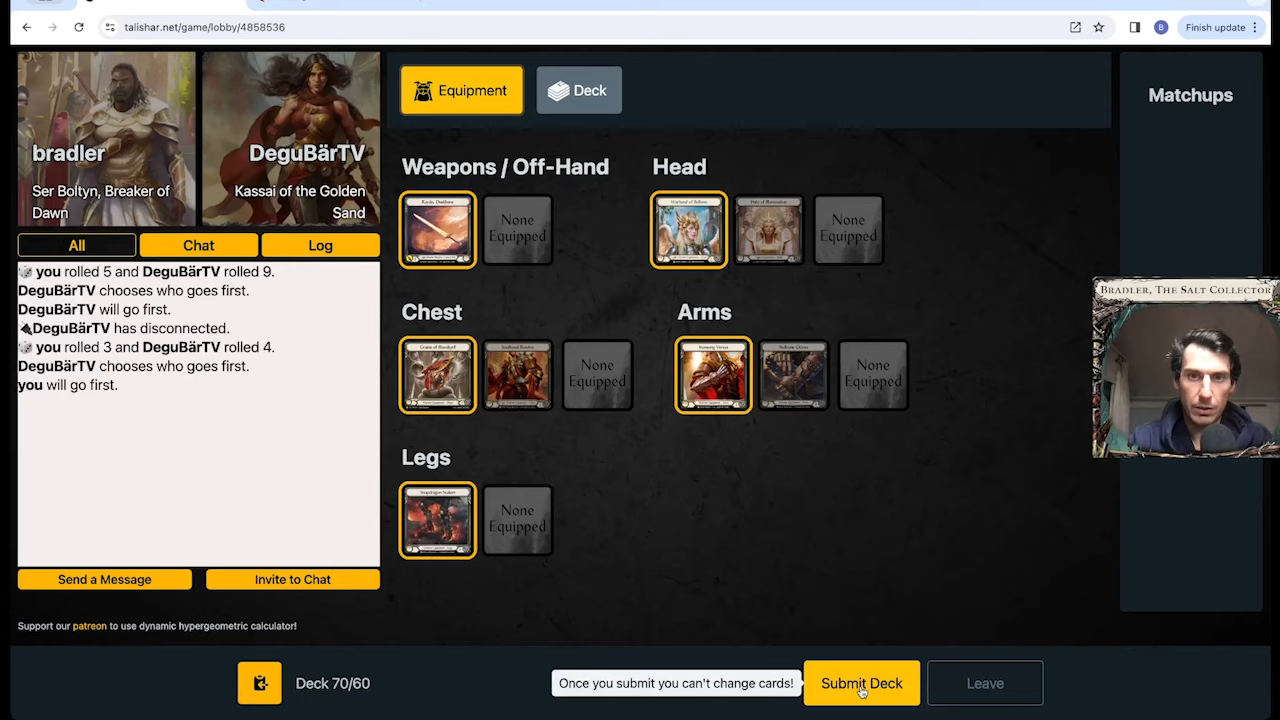 talishar.net/game/lobby/4858536
B
Finish update
bradler
Ser Boltyn, Breaker of
Dawn
DeguBärTV
Kassai of the Golden
Sand
All
Chat
Log
you rolled 5 and DeguBärTV rolled 9.
DeguBärTV chooses who goes first.
DeguBärTV will go first.
DeguBärTV has disconnected.
you rolled 3 and DeguBärTV rolled 4.
DeguBärTV chooses who goes first.
you will go first.
Send a Message
Invite to Chat
Support our patreon to use dynamic hypergeometric calculator!
Equipment
Deck
Weapons / Off-Hand
None
Equipped
Head
None
Equipped
Chest
None
Equipped
Arms
None
Equipped
Legs
None
Equipped
Matchups
BRADLER, THE SALT COLLECTOR
Deck 70/60
Once you submit you can't change cards!
Submit Deck
Leave